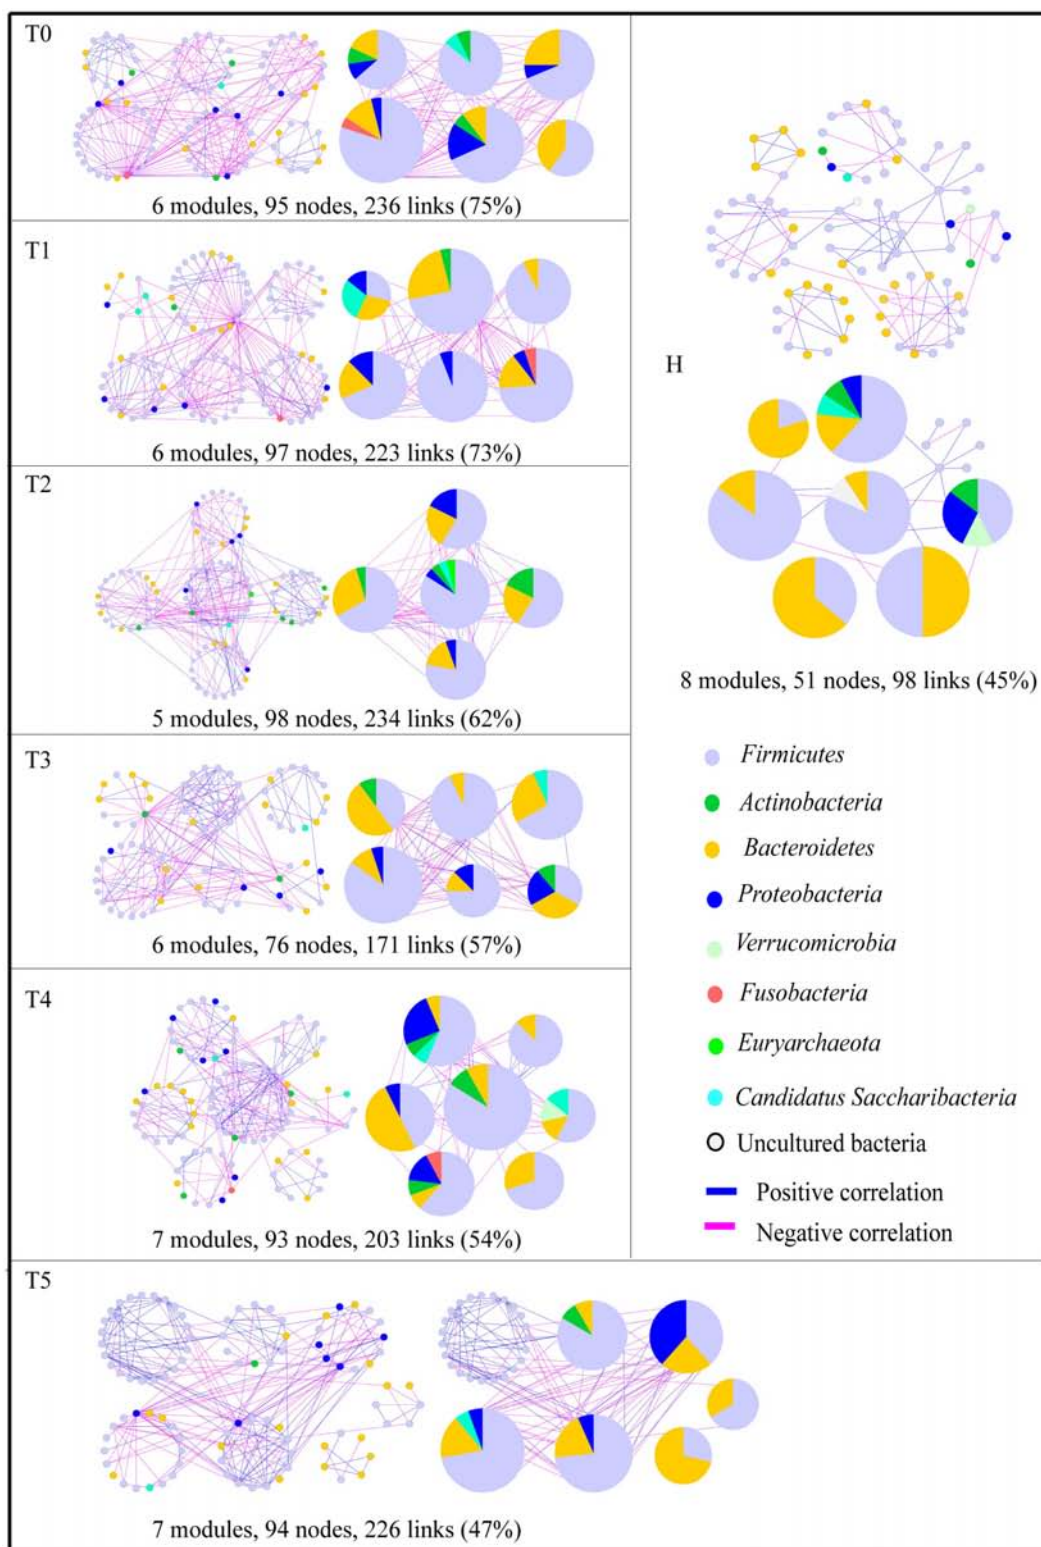 T0
6 modules, 95 nodes, 236 links (75%)
T1
6 modules, 97 nodes, 223 links (73%)
T2
5 modules, 98 nodes, 234 links (62%)
T3
6 modules, 76 nodes, 171 links (57%)
T4
7 modules, 93 nodes, 203 links (54%)
H
8 modules, 51 nodes, 98 links (45%)
Firmicutes
Actinobacteria
Bacteroidetes
Proteobacteria
Verrucomicrobia
Fusobacteria
Euryarchaeota
Candidatus Saccharibacteria
Uncultured bacteria
Positive correlation
Negative correlation
T5
7 modules, 94 nodes, 226 links (47%)